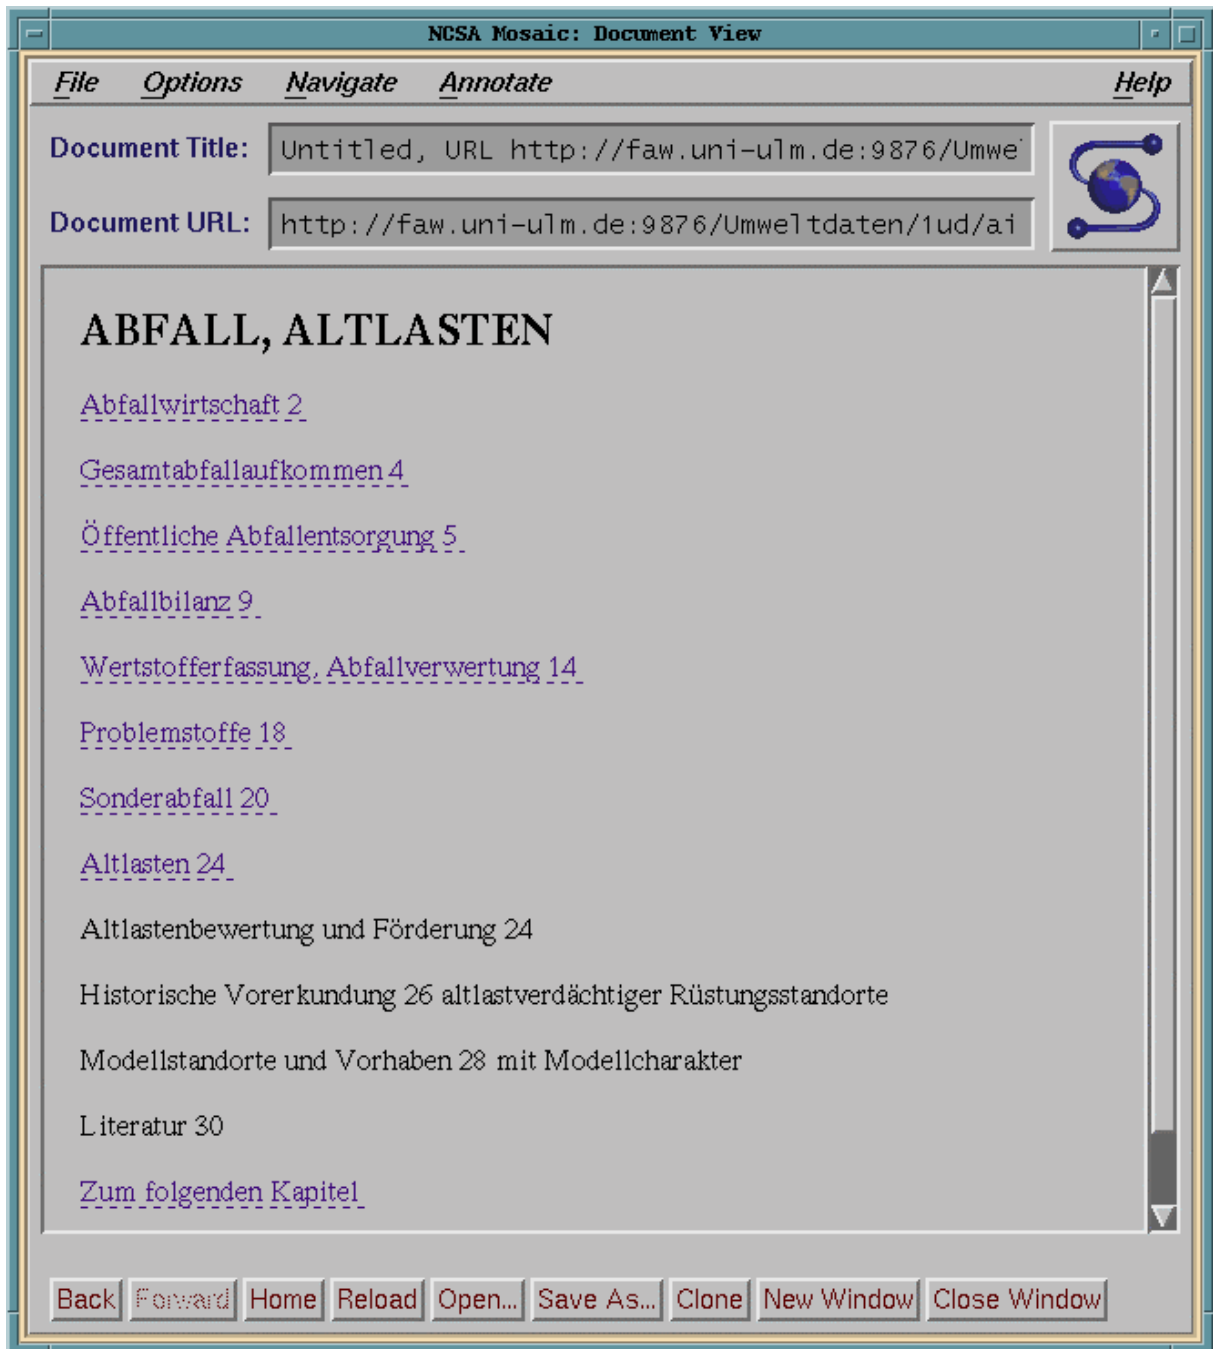 NCSA Mosaic: Document View
File Options Navigate Annotate Help
Document Title: Untitled, URL http://faw.uni-ulm.de:9876/Umwe
Document URL: http://faw.uni-ulm.de:9876/Umweltdaten/1ud/ai
ABFALL, ALTLASTEN
Abfallwirtschaft 2
Gesamtabfallaufkommen 4
Öffentliche Abfallentsorgung 5
Abfallbilanz 9
Wertstofferfassung, Abfallverwertung 14
Problemstoffe 18
Sonderabfall 20
Altlasten 24
Altlastenbewertung und Förderung 24
Historische Vorerkundung 26 altlastverdächtiger Rüstungsstandorte
Modellstandorte und Vorhaben 28 mit Modellcharakter
Literatur 30
Zum folgenden Kapitel
Back Forward Home Reload Open... Save As... Clone New Window Close Window